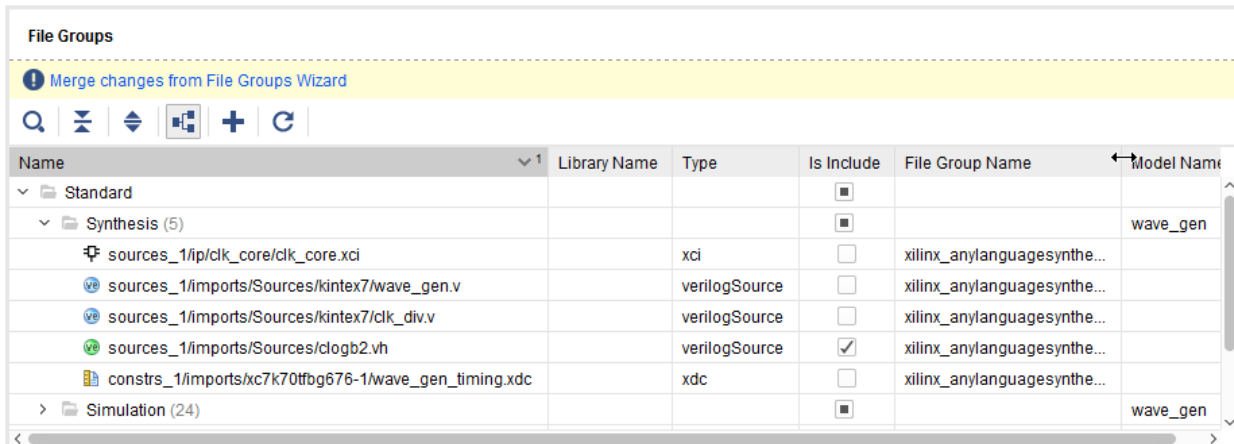 File Groups
Merge changes from File Groups Wizard
Name 1 Library Name Type Is Include File Group Name Model Name
Standard
Synthesis (5) wave_gen
sources_1/ip/clk_core/clk_core.xci xci xilinx_anylanguagesynthe...
sources_1/imports/Sources/kintex7/wave_gen.v verilogSource xilinx_anylanguagesynthe...
sources_1/imports/Sources/kintex7/clk_div.v verilogSource xilinx_anylanguagesynthe...
sources_1/imports/Sources/clogb2.vh verilogSource xilinx_anylanguagesynthe...
constrs_1/imports/xc7k70tfbg676-1/wave_gen_timing.xdc xdc xilinx_anylanguagesynthe...
Simulation (24) wave_gen